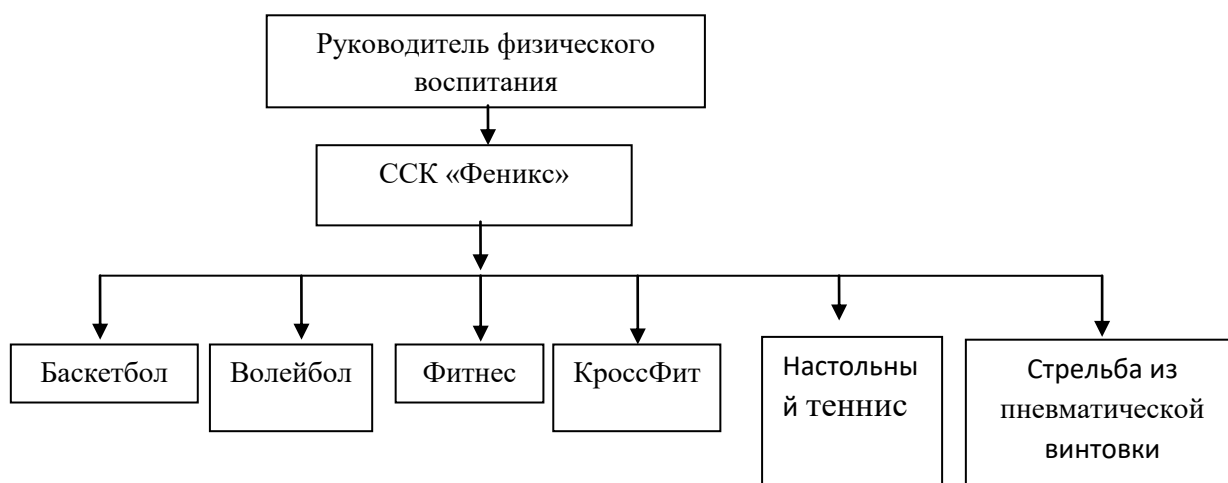 Руководитель физического
воспитания
ССК «Феникс»
Баскетбол
Волейбол
Фитнес
КроссФит
Настольны
й теннис
Стрельба из
пневматической
винтовки